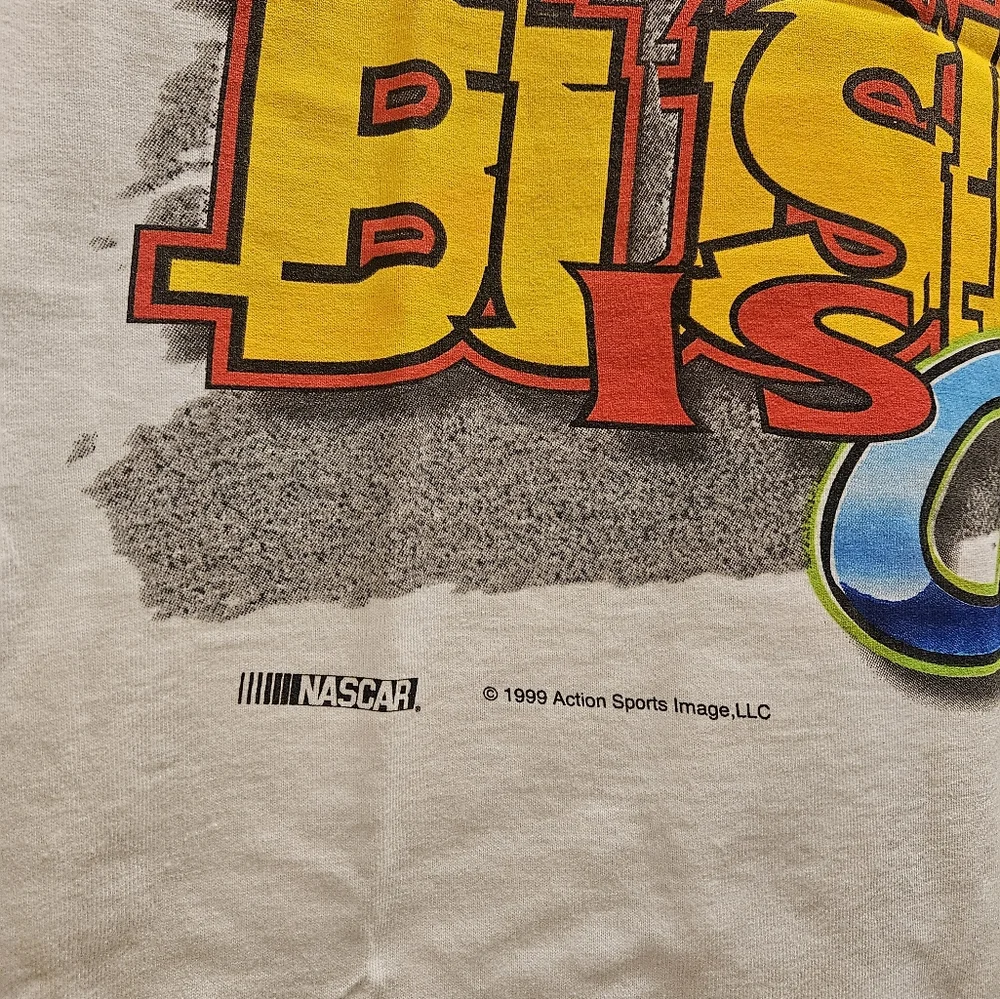 IS
NASCAR
© 1999 Action Sports Image,LLC